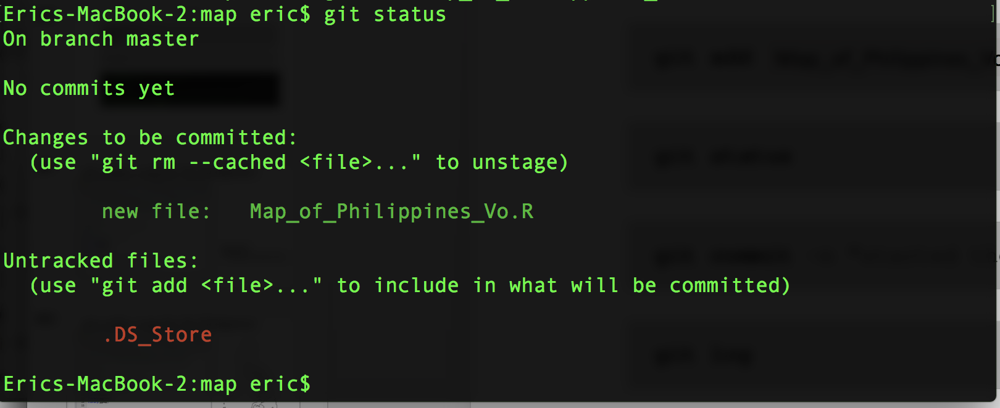 Erics-MacBook-2:map eric$ git status
On branch master
No commits yet
Changes to be committed:
(use "git rm --cached <file>..." to unstage)
new file: Map_of_Philippines_Vo.R
Untracked files:
(use "git add <file>..." to include in what will be committed)
.DS_Store
Erics-MacBook-2:map eric$